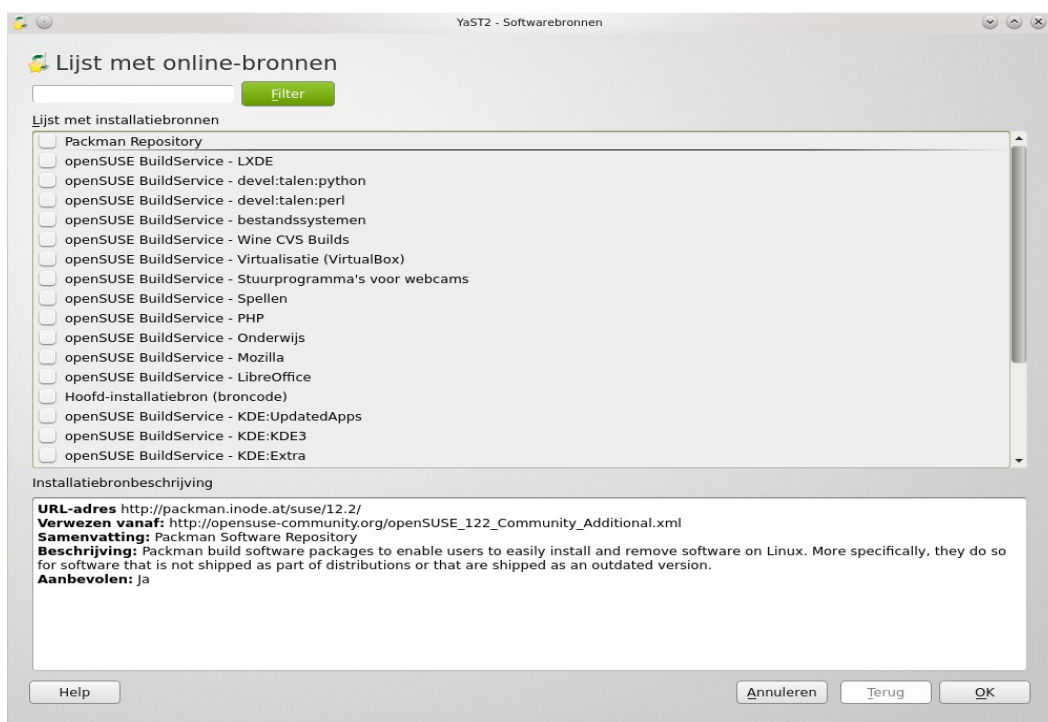 YaST2 - Softwarebronnen
Lijst met online-bronnen
Filter
Lijst met installatiebronnen
Packman Repository
openSUSE BuildService - LXDE
openSUSE BuildService - devel:talen:python
openSUSE BuildService - devel:talen:perl
openSUSE BuildService - bestandssystemen
openSUSE BuildService - Wine CVS Builds
openSUSE BuildService - Virtualisatie (VirtualBox)
openSUSE BuildService - Stuurprogramma's voor webcams
openSUSE BuildService - Spellen
openSUSE BuildService - PHP
openSUSE BuildService - Onderwijs
openSUSE BuildService - Mozilla
openSUSE BuildService - LibreOffice
Hoofd-installatiebron (broncode)
openSUSE BuildService - KDE:UpdatedApps
openSUSE BuildService - KDE:KDE3
openSUSE BuildService - KDE:Extra
Installatiebronbeschrijving
URL-adres http://packman.inode.at/suse/12.2/
Verwezen vanaf: http://opensuse-community.org/openSUSE_122_Community_Additional.xml
Samenvatting: Packman Software Repository
Beschrijving: Packman build software packages to enable users to easily install and remove software on Linux. More specifically, they do so
for software that is not shipped as part of distributions or that are shipped as an outdated version.
Aanbevolen: Ja
Help
Annuleren
Terug
OK